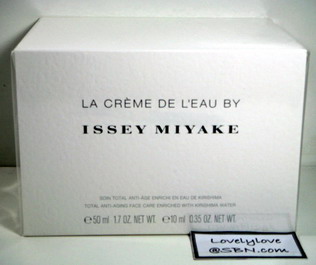 LA CRÈME DE L'EAU BY
ISSEY MIYAKE
SOIN TOTAL ANTI-ÂGE ENRICHI EN EAU DE KIRISHIMA
TOTAL ANTI-AGING FACE CARE ENRICHED WITH KIRISHIMA WATER
℮ 50 ml 1.7 OZ. NET WT. ℮ 10 ml 0.35 OZ. NET WT.
Lovelylove
@SBN.com